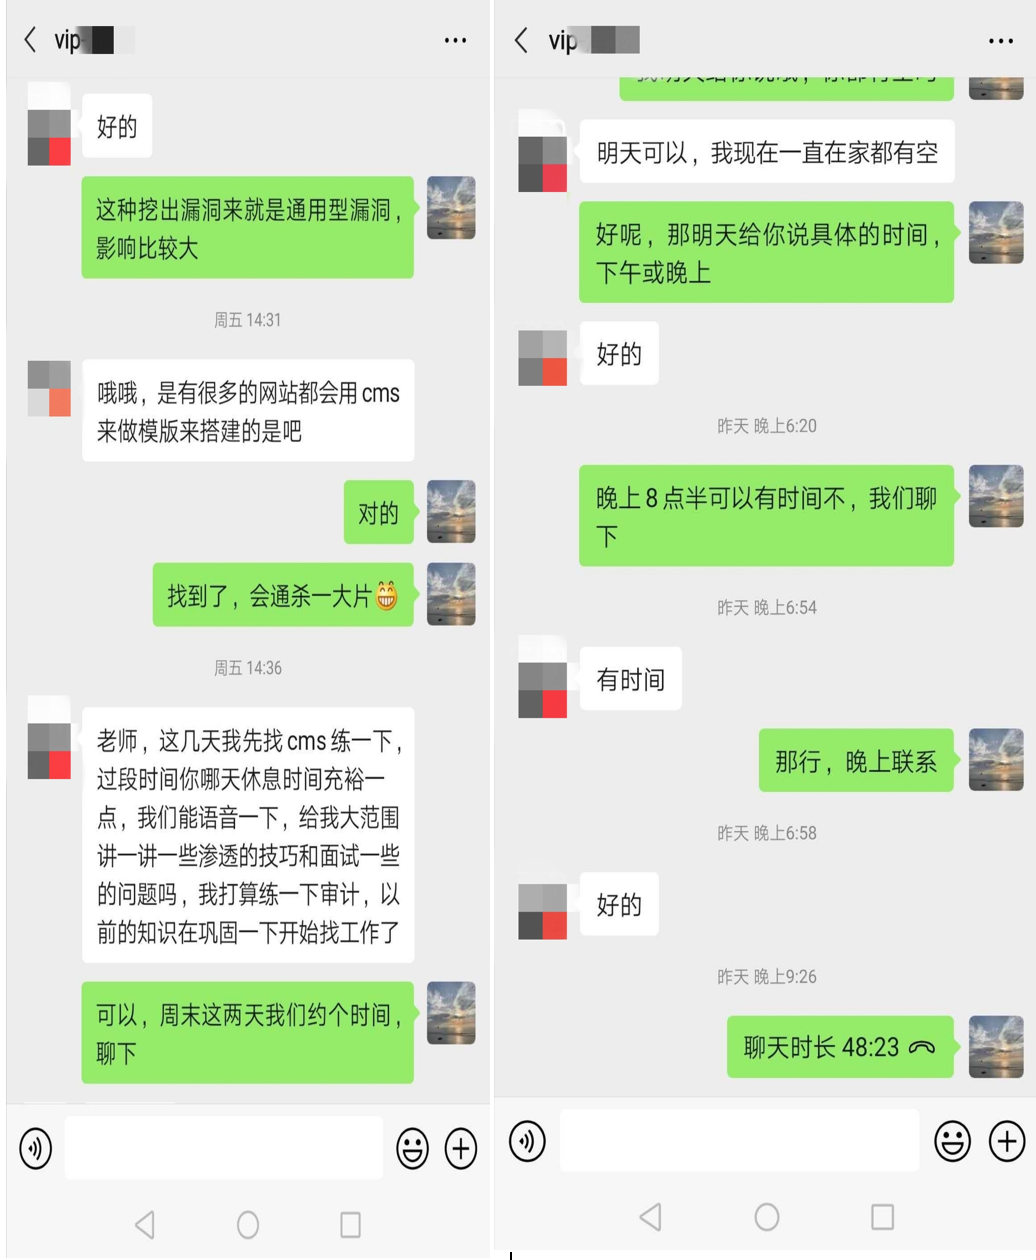 vip
好的
这种挖出漏洞来就是通用型漏洞，
影响比较大
周五 14:31
哦哦，是有很多的网站都会用 cms
来做模版来搭建的是吧
对的
找到了，会通杀一大片😁
周五 14:36
老师，这几天我先找 cms 练一下，
过段时间你哪天休息时间充裕一
点，我们能语音一下，给我大范围
讲一讲一些渗透的技巧和面试一些
的问题吗，我打算练一下审计，以
前的知识在巩固一下开始找工作了
可以，周末这两天我们约个时间，
聊下
vip
明天可以，我现在一直在家都有空
好呢，那明天给你说具体的时间，
下午或晚上
好的
昨天 晚上6:20
晚上 8 点半可以有时间不，我们聊
下
昨天 晚上6:54
有时间
那行，晚上联系
昨天 晚上6:58
好的
昨天 晚上9:26
聊天时长 48:23